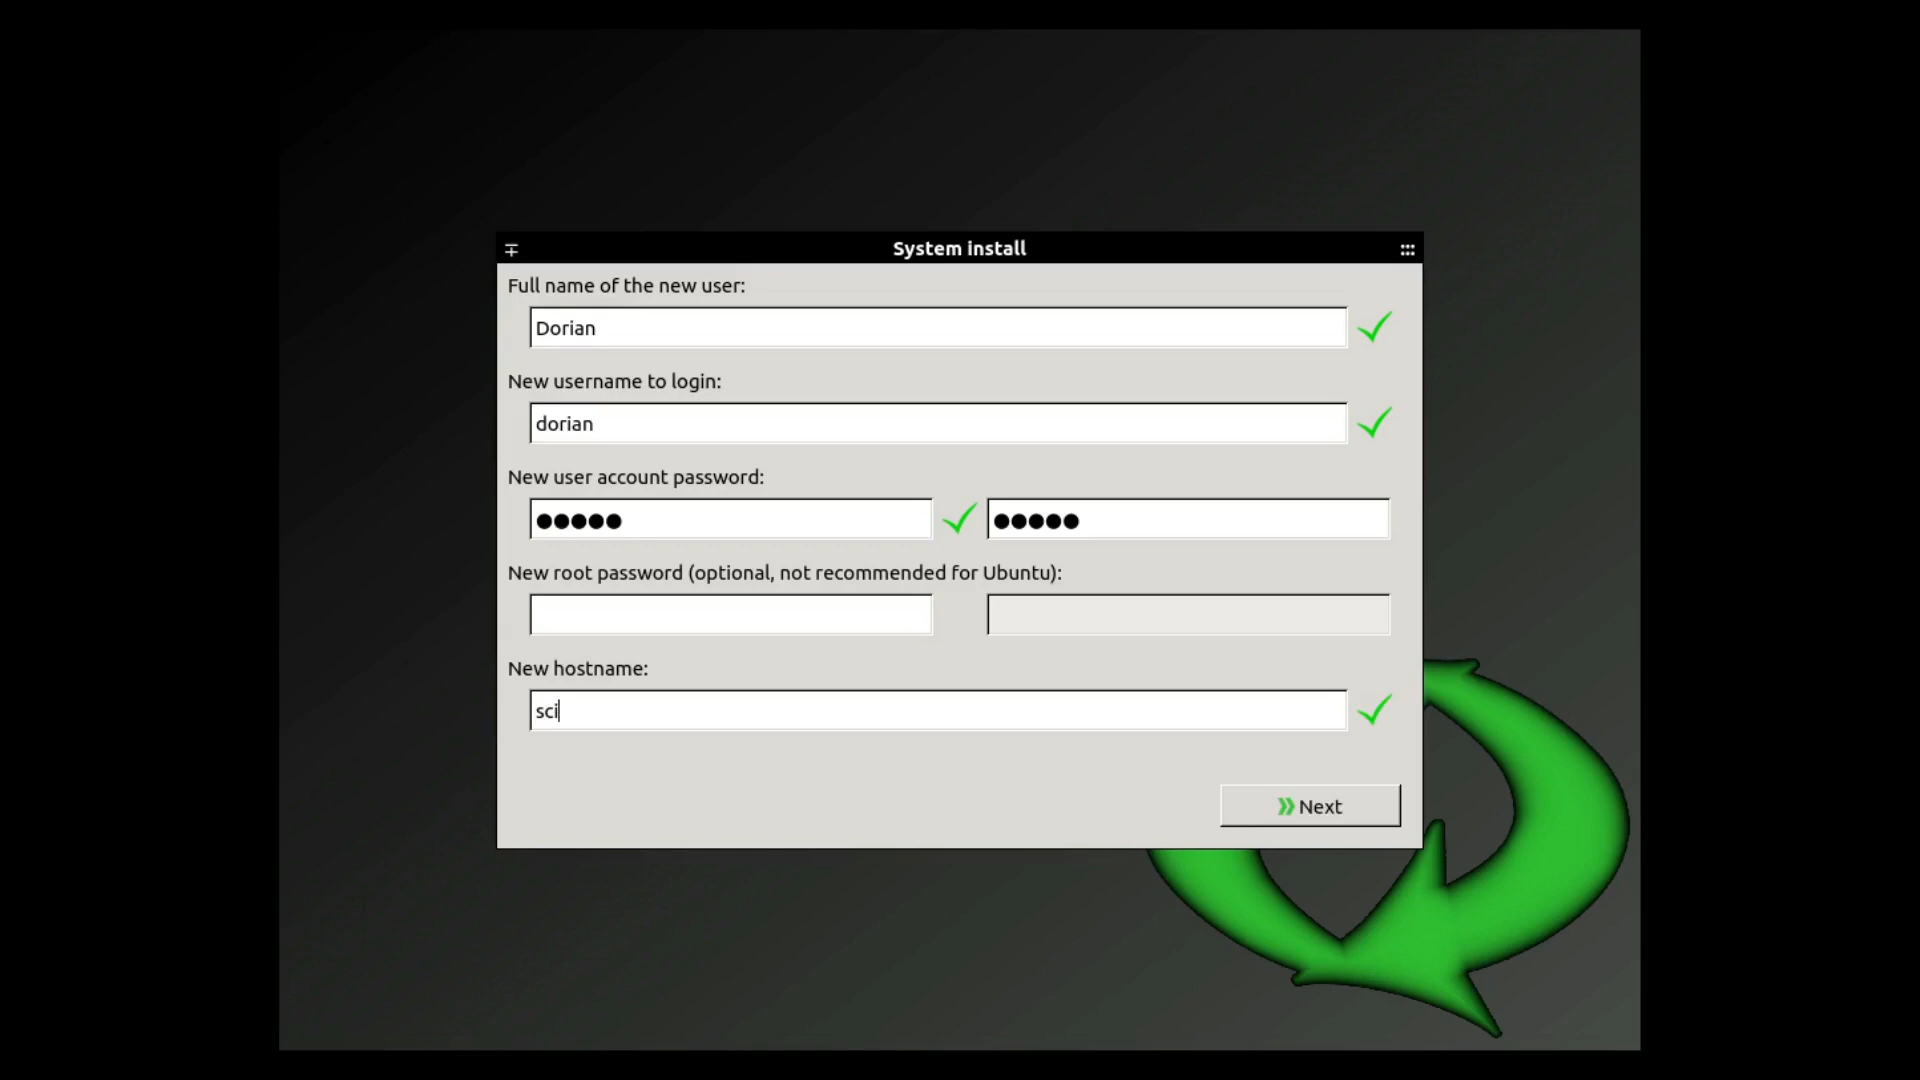 System install
Full name of the new user:
Dorian
New username to login:
dorian
New user account password:
●●●●● ●●●●●
New root password (optional, not recommended for Ubuntu):
New hostname:
sci
Next